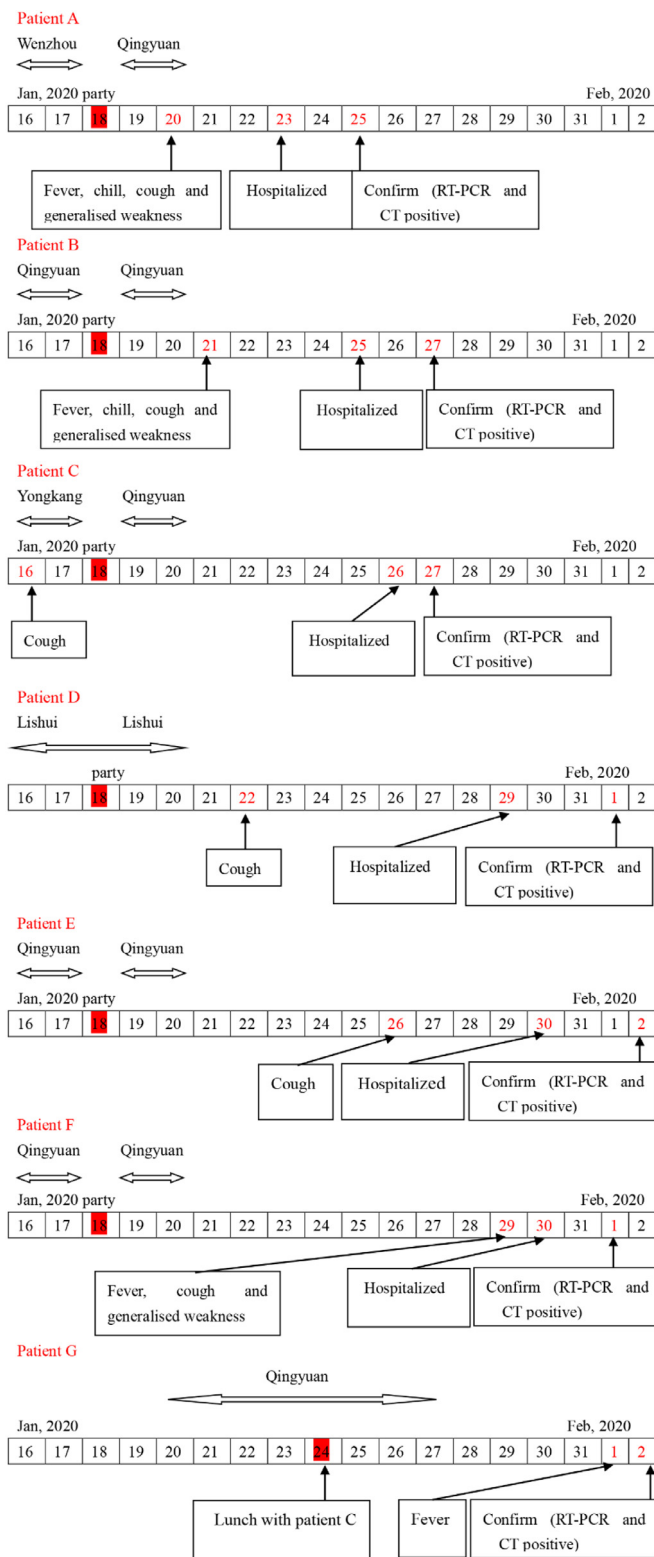 Patient A
Wenzhou Qingyuan
Jan, 2020 party Feb, 2020
16 17 18 19 20 21 22 23 24 25 26 27 28 29 30 31 1 2
Fever, chill, cough and Hospitalized Confirm (RT-PCR and
generalised weakness CT positive)
Patient B
Qingyuan Qingyuan
Jan, 2020 party Feb, 2020
16 17 18 19 20 21 22 23 24 25 26 27 28 29 30 31 1 2
Fever, chill, cough and Hospitalized Confirm (RT-PCR and
generalised weakness CT positive)
Patient C
Yongkang Qingyuan
Jan, 2020 party Feb, 2020
16 17 18 19 20 21 22 23 24 25 26 27 28 29 30 31 1 2
Cough Hospitalized Confirm (RT-PCR and
CT positive)
Patient D
Lishui Lishui
party Feb, 2020
16 17 18 19 20 21 22 23 24 25 26 27 28 29 30 31 1 2
Cough Hospitalized Confirm (RT-PCR and
CT positive)
Patient E
Qingyuan Qingyuan
Jan, 2020 party Feb, 2020
16 17 18 19 20 21 22 23 24 25 26 27 28 29 30 31 1 2
Cough Hospitalized Confirm (RT-PCR and
CT positive)
Patient F
Qingyuan Qingyuan
Jan, 2020 party Feb, 2020
16 17 18 19 20 21 22 23 24 25 26 27 28 29 30 31 1 2
Fever, cough and Hospitalized Confirm (RT-PCR and
generalised weakness CT positive)
Patient G
Qingyuan
Jan, 2020 Feb, 2020
16 17 18 19 20 21 22 23 24 25 26 27 28 29 30 31 1 2
Lunch with patient C Fever Confirm (RT-PCR and
CT positive)